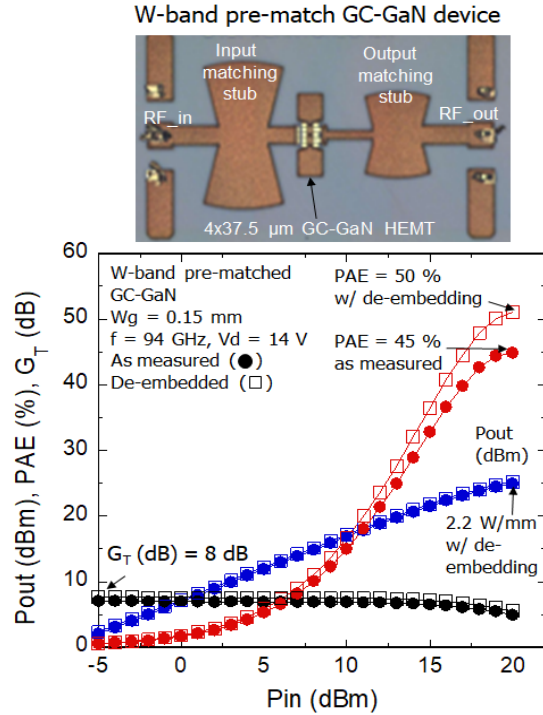 W-band pre-match GC-GaN device
Input
matching
stub
Output
matching
stub
RF_in
RF_out
4x37.5 µm GC-GaN HEMT
60
50
40
30
20
10
0
Pout (dBm), PAE (%), G_T (dB)
W-band pre-matched
GC-GaN
Wg = 0.15 mm
f = 94 GHz, Vd = 14 V
As measured (●)
De-embedded (□)
PAE = 50 %
w/ de-embedding
PAE = 45 %
as measured
Pout
(dBm)
2.2 W/mm
w/ de-
embedding
G_T (dB) = 8 dB
-5 0 5 10 15 20
Pin (dBm)